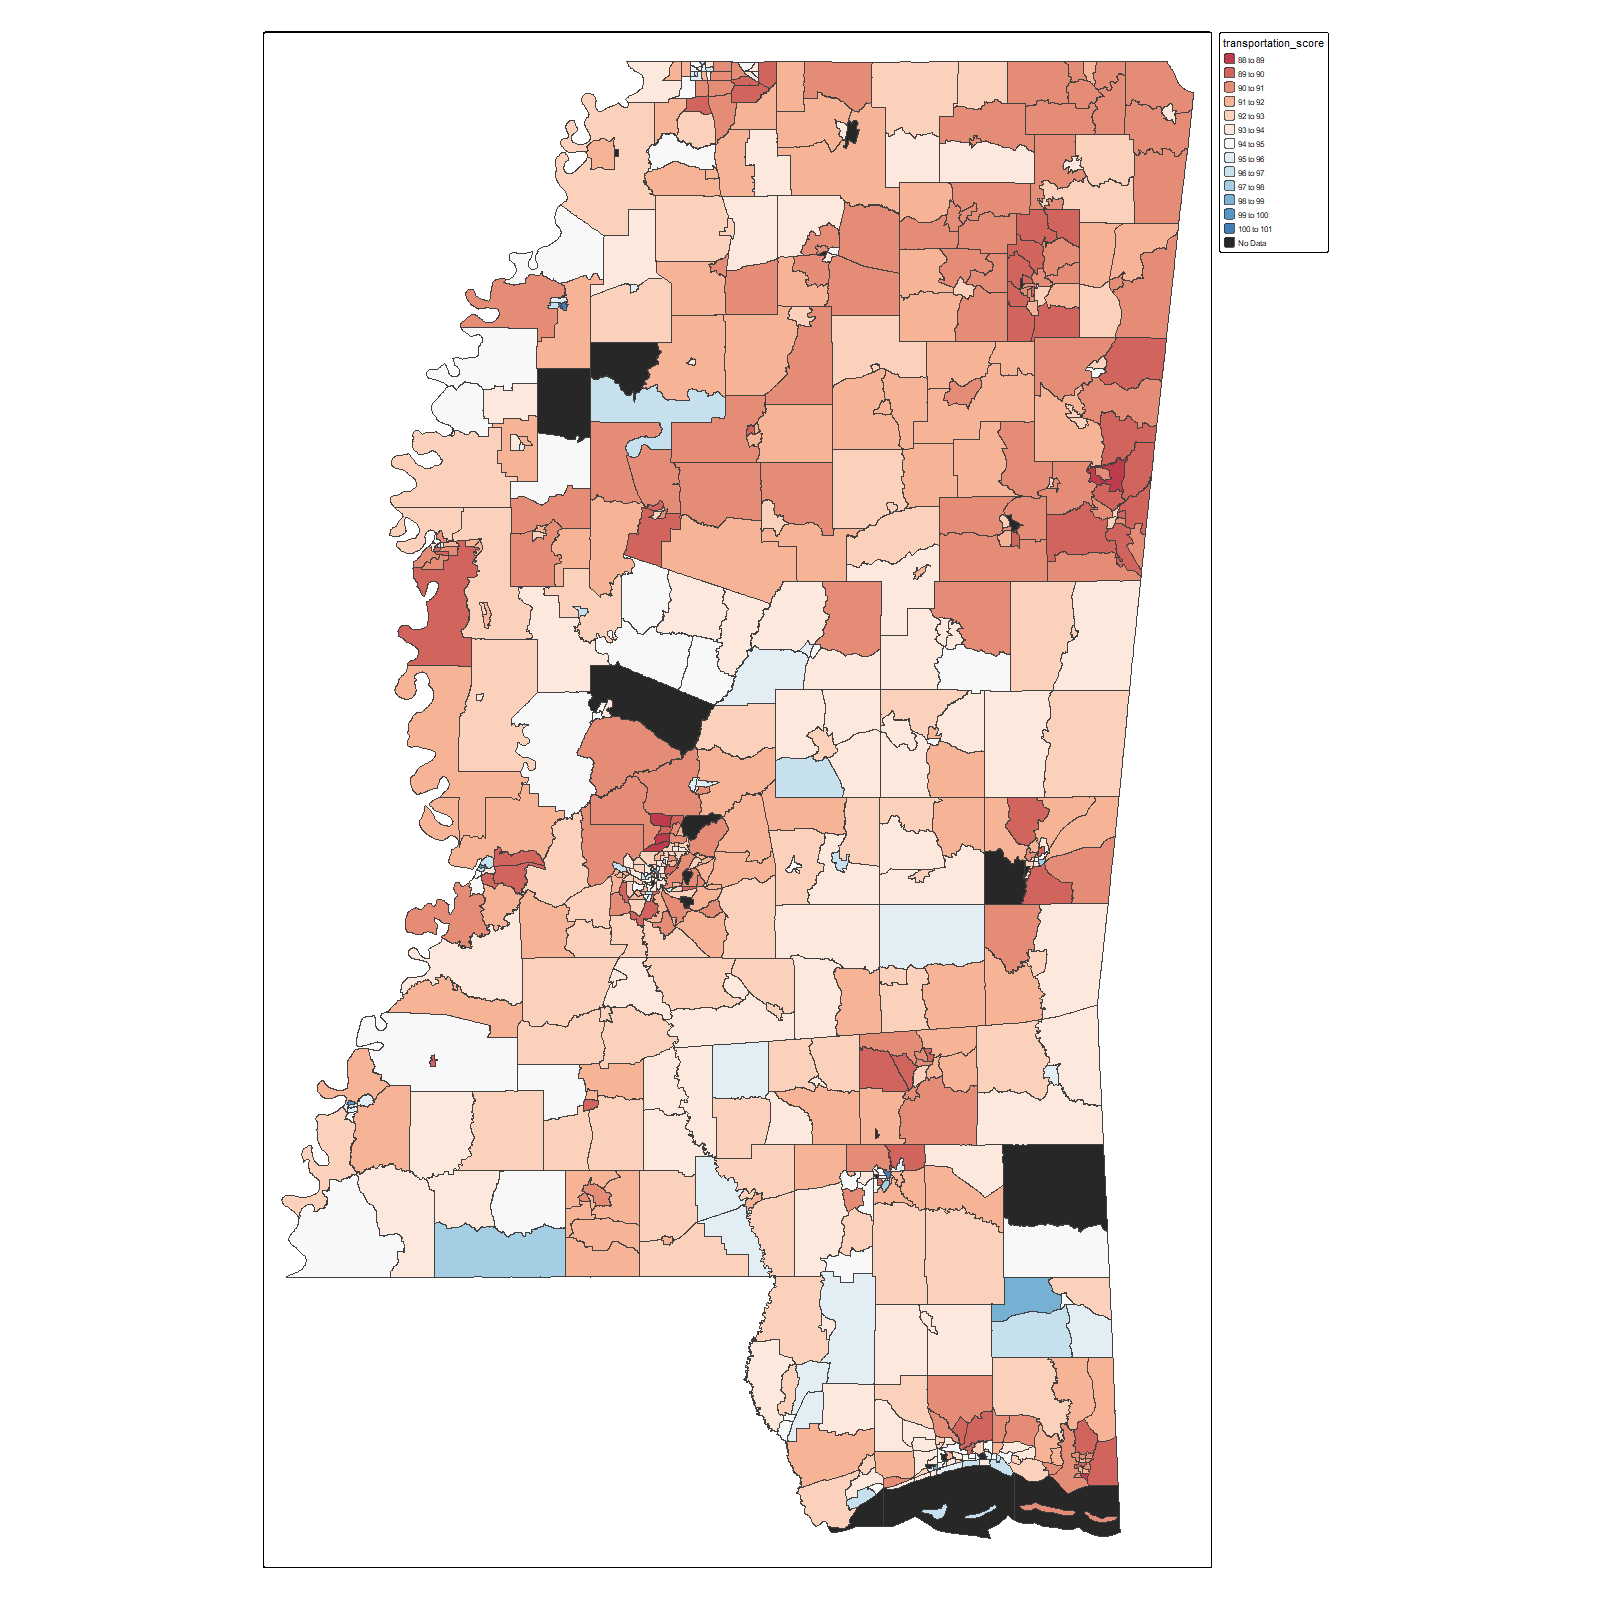 transportation_score
88 to 89
89 to 90
90 to 91
91 to 92
92 to 93
93 to 94
94 to 95
95 to 96
96 to 97
97 to 98
98 to 99
99 to 100
100 to 101
No Data